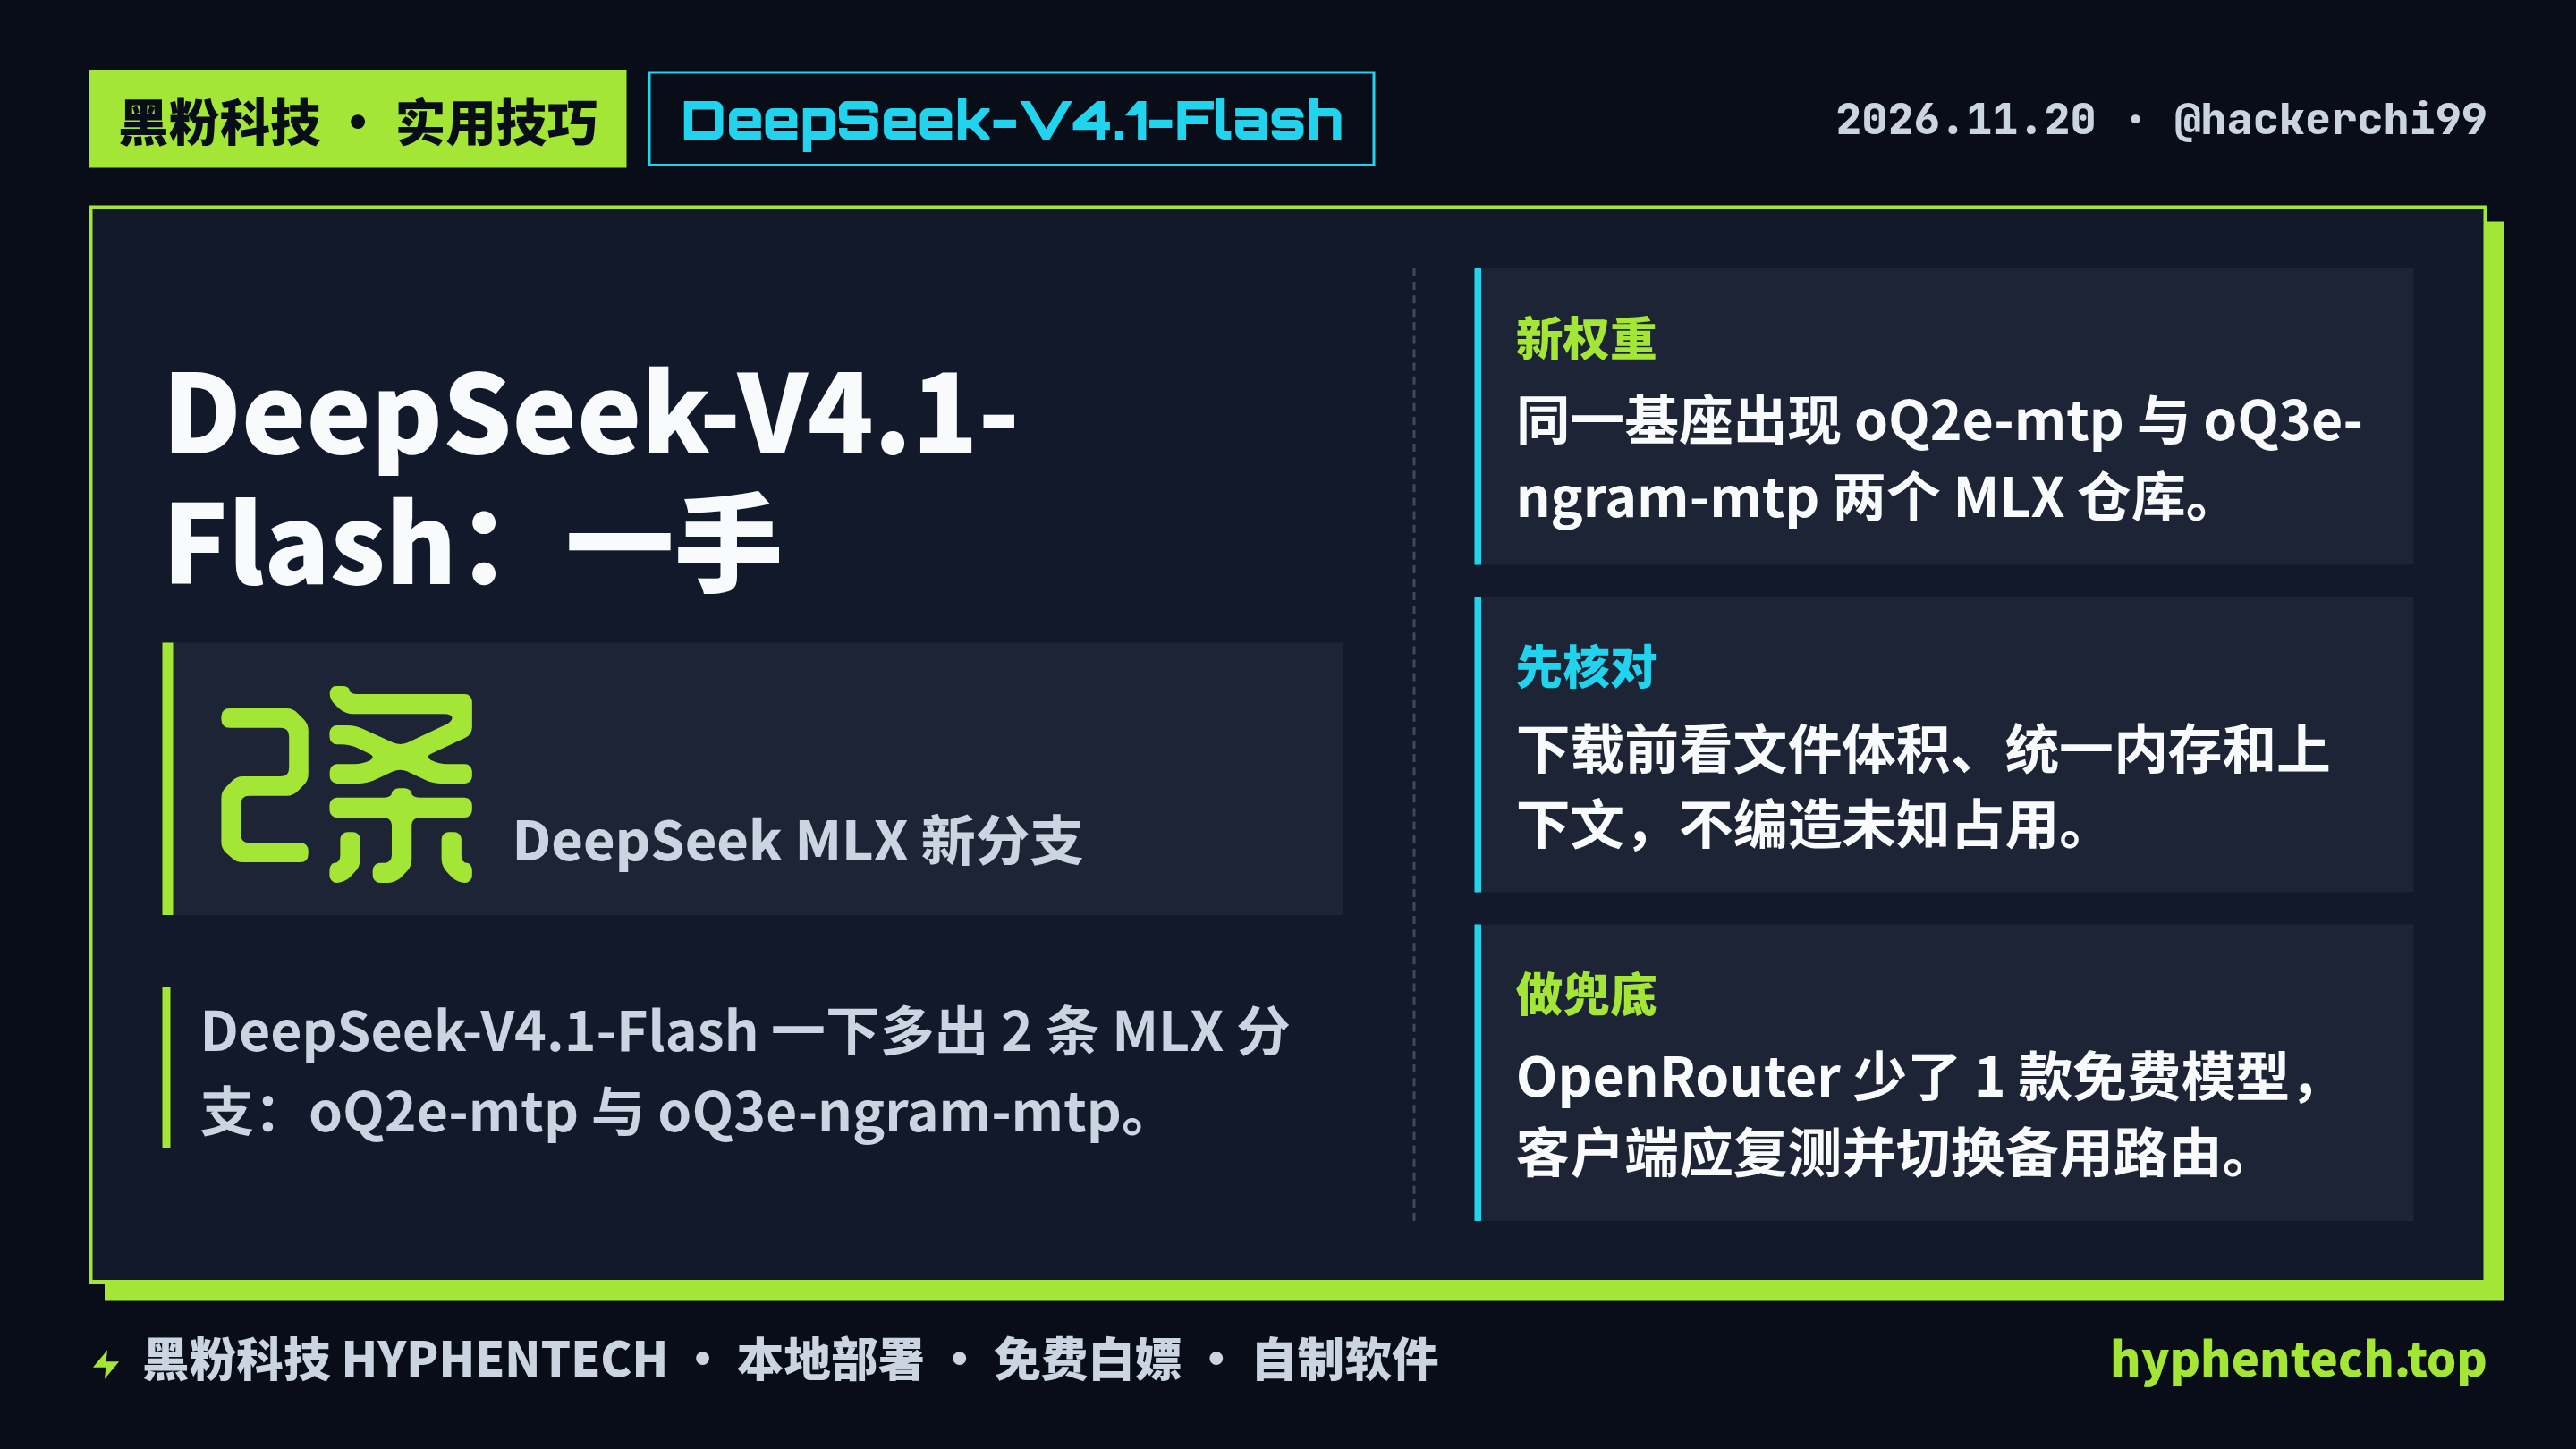 黑粉科技 · 实用技巧
DeepSeek-V4.1-Flash
2026.11.20 · @hackerchi99
DeepSeek-V4.1-
Flash：一手
2条 DeepSeek MLX 新分支
DeepSeek-V4.1-Flash 一下多出 2 条 MLX 分
支：oQ2e-mtp 与 oQ3e-ngram-mtp。
新权重
同一基座出现 oQ2e-mtp 与 oQ3e-
ngram-mtp 两个 MLX 仓库。
先核对
下载前看文件体积、统一内存和上
下文，不编造未知占用。
做兜底
OpenRouter 少了 1 款免费模型，
客户端应复测并切换备用路由。
黑粉科技 HYPHENTECH · 本地部署 · 免费白嫖 · 自制软件
hyphentech.top